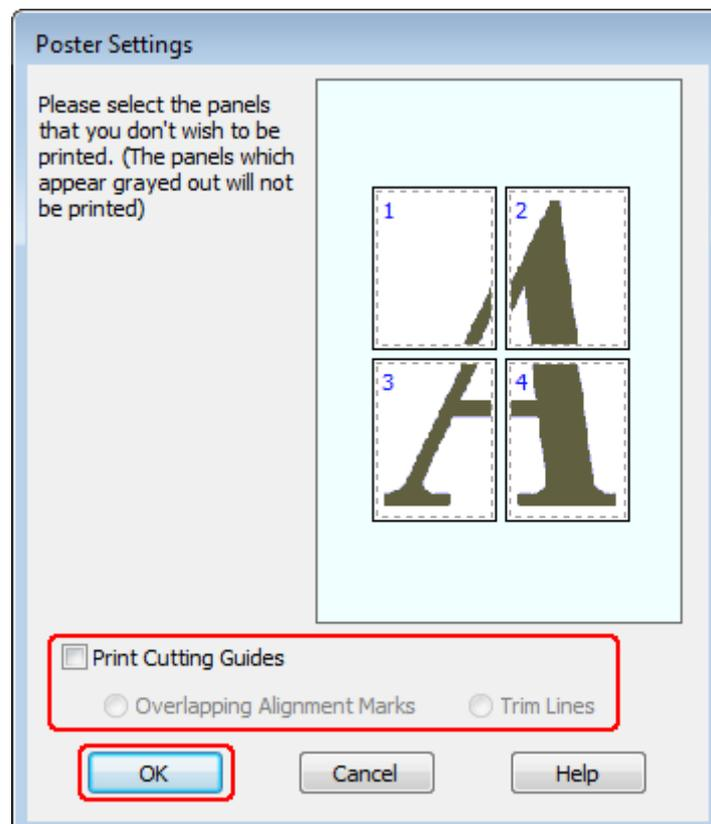 Poster Settings
Please select the panels
that you don't wish to be
printed. (The panels which
appear grayed out will not
be printed)
1
2
3
4
A
Print Cutting Guides
Overlapping Alignment Marks
Trim Lines
OK
Cancel
Help